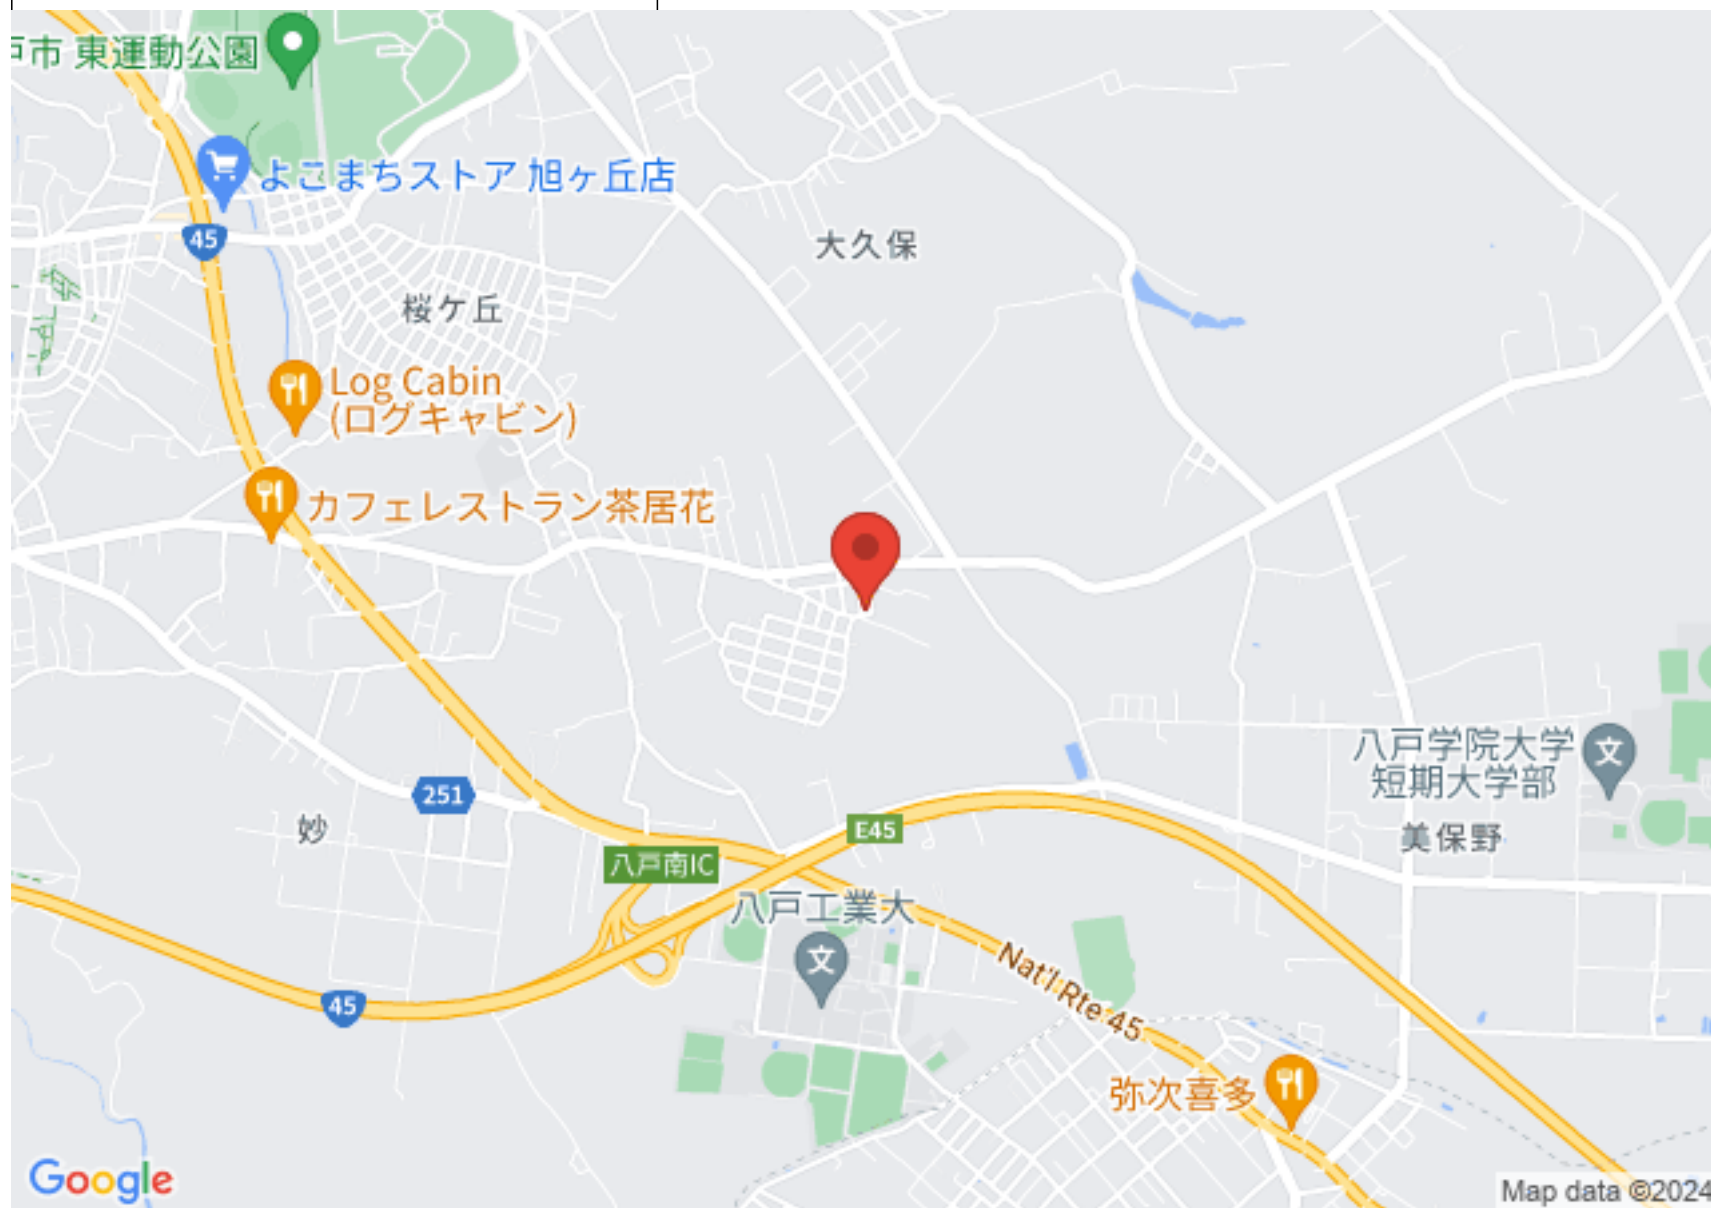 戸市 東運動公園
よこまちストア 旭ヶ丘店
45
大久保
桜ケ丘
Log Cabin
(ログキャビン)
カフェレストラン茶居花
八戸学院大学
短期大学部
251
妙
E45
美保野
八戸南IC
八戸工業大
Nat'l Rte 45
45
弥次喜多
Google
Map data ©2024